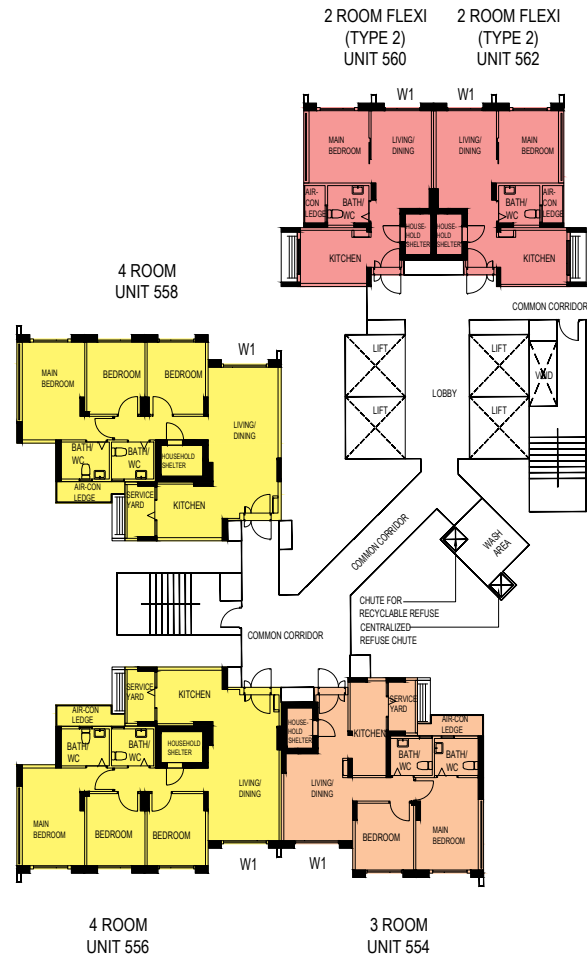 2 ROOM FLEXI
(TYPE 2)
UNIT 560
2 ROOM FLEXI
(TYPE 2)
UNIT 562
W1
W1
MAIN
BEDROOM
LIVING/
DINING
LIVING/
DINING
MAIN
BEDROOM
AIR-
CON
LEDGE
BATH/
WC
HOUSE-
HOLD
SHELTER
HOUSE-
HOLD
SHELTER
BATH/
WC
AIR-
CON
LEDGE
KITCHEN
KITCHEN
4 ROOM
UNIT 558
COMMON CORRIDOR
W1
LIFT
LIFT
VOID
LOBBY
LIFT
LIFT
MAIN
BEDROOM
BEDROOM
BEDROOM
LIVING/
DINING
BATH/
WC
BATH/
WC
HOUSEHOLD
SHELTER
AIR-CON
LEDGE
SERVICE
YARD
KITCHEN
COMMON CORRIDOR
WASH
AREA
CHUTE FOR
RECYCLABLE REFUSE
CENTRALIZED
REFUSE CHUTE
COMMON CORRIDOR
SERVICE
YARD
KITCHEN
AIR-CON
LEDGE
BATH/
WC
BATH/
WC
HOUSEHOLD
SHELTER
LIVING/
DINING
MAIN
BEDROOM
BEDROOM
BEDROOM
W1
HOUSE-
HOLD
SHELTER
KITCHEN
SERVICE
YARD
AIR-CON
LEDGE
BATH/
WC
BATH/
WC
LIVING/
DINING
BEDROOM
MAIN
BEDROOM
W1
4 ROOM
UNIT 556
3 ROOM
UNIT 554